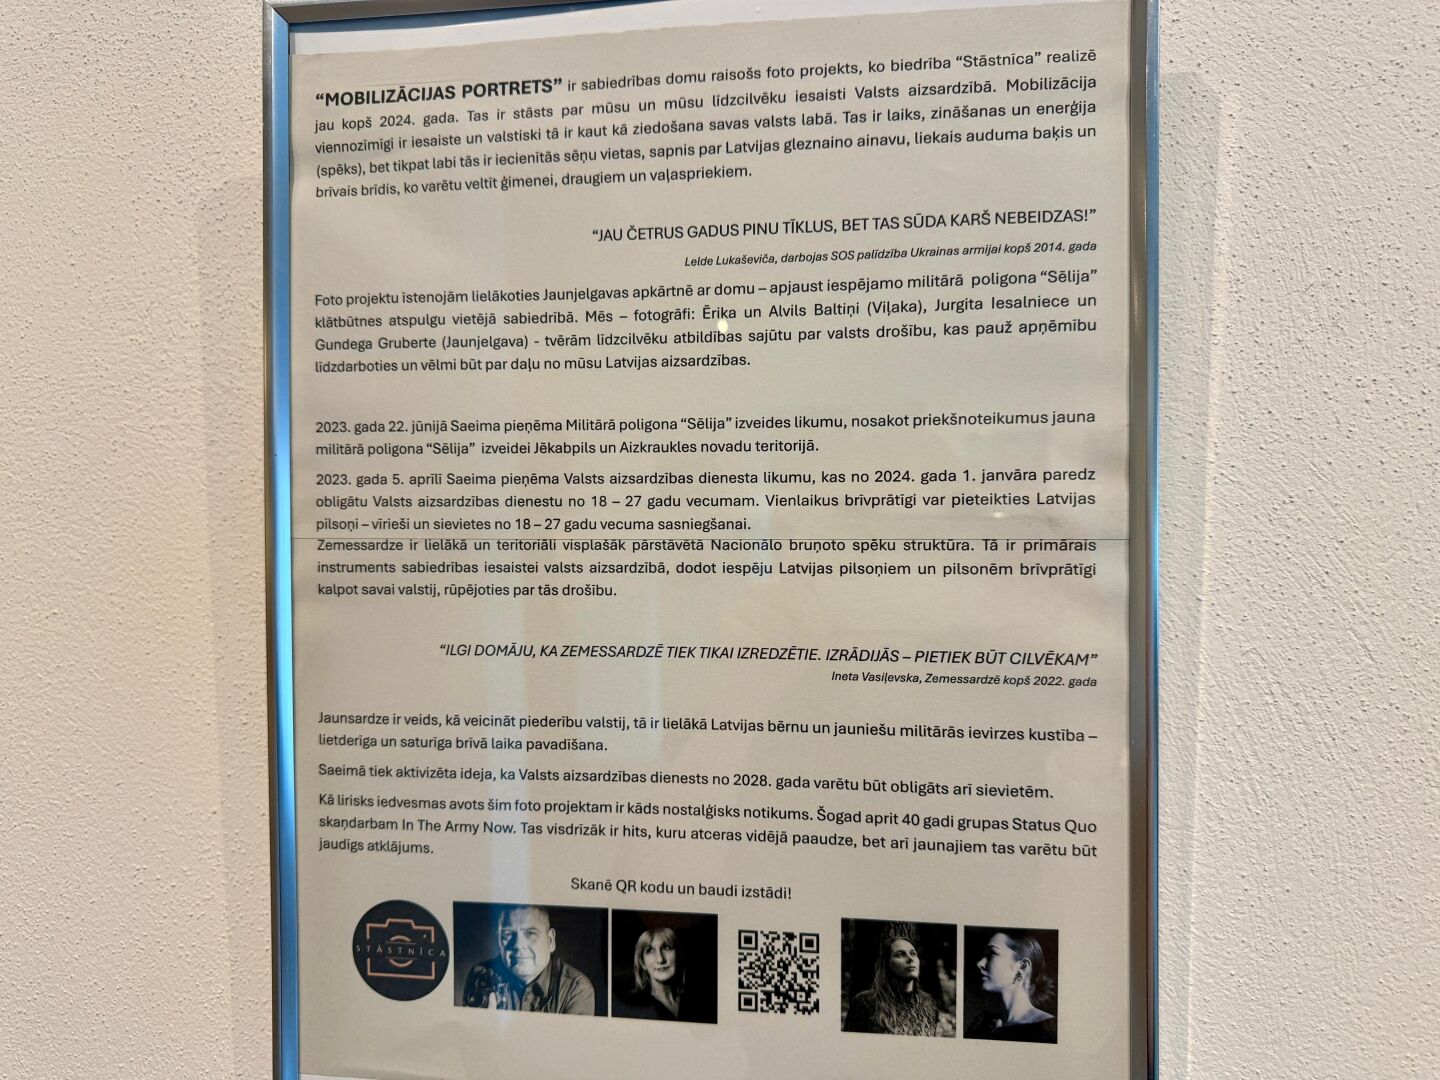 “MOBILIZĀCIJAS PORTRETS” ir sabiedrības domu raisošs foto projekts, ko biedrība “Stāstnīca” realizē
jau kopš 2024. gada. Tas ir stāsts par mūsu un mūsu līdzcilvēku iesaisti Valsts aizsardzībā. Mobilizācija
viennozīmīgi ir iesaiste un valstiski tā ir kaut kā ziedošana savas valsts labā. Tas ir laiks, zināšanas un enerģija
(spēks), bet tikpat labi tās ir iecienītās sēņu vietas, sapnis par Latvijas gleznaino ainavu, liekais auduma baķis un
brīvais brīdis, ko varētu veltīt ģimenei, draugiem un vaļaspriekiem.
“JAU ČETRUS GADUS PINU TĪKLUS, BET TAS SŪDA KARŠ NEBEIDZAS!”
Lelde Lukaševiča, darbojas SOS palīdzība Ukrainas armijai kopš 2014. gada
Foto projektu īstenojām lielākoties Jaunjelgavas apkārtnē ar domu – apjaust iespējamo militārā poligona “Sēlija”
klātbūtnes atspulgu vietējā sabiedrībā. Mēs – fotogrāfi: Ērika un Alvils Baltiņi (Viļaka), Jurgita Iesalniece un
Gundega Gruberte (Jaunjelgava) - tvērām līdzcilvēku atbildības sajūtu par valsts drošību, kas pauž apņēmību
līdzdarboties un vēlmi būt par daļu no mūsu Latvijas aizsardzības.
2023. gada 22. jūnijā Saeima pieņēma Militārā poligona “Sēlija” izveides likumu, nosakot priekšnoteikumus jauna
militārā poligona “Sēlija” izveidei Jēkabpils un Aizkraukles novadu teritorijā.
2023. gada 5. aprīlī Saeima pieņēma Valsts aizsardzības dienesta likumu, kas no 2024. gada 1. janvāra paredz
obligātu Valsts aizsardzības dienestu no 18 – 27 gadu vecumam. Vienlaikus brīvprātīgi var pieteikties Latvijas
pilsoņi – vīrieši un sievietes no 18 – 27 gadu vecuma sasniegšanai.
Zemessardze ir lielākā un teritoriāli visplašāk pārstāvētā Nacionālo bruņoto spēku struktūra. Tā ir primārais
instruments sabiedrības iesaistei valsts aizsardzībā, dodot iespēju Latvijas pilsoņiem un pilsonēm brīvprātīgi
kalpot savai valstij, rūpējoties par tās drošību.
“ILGI DOMĀJU, KA ZEMESSARDZĒ TIEK TIKAI IZREDZĒTIE. IZRĀDIJĀS – PIETIEK BŪT CILVĒKAM”
Ineta Vasiļevska, Zemessardzē kopš 2022. gada
Jaunsardze ir veids, kā veicināt piederību valstij, tā ir lielākā Latvijas bērnu un jauniešu militārās ievirzes kustība –
lietderīga un saturīga brīvā laika pavadīšana.
Saeimā tiek aktivizēta ideja, ka Valsts aizsardzības dienests no 2028. gada varētu būt obligāts arī sievietēm.
Kā lirisks iedvesmas avots šim foto projektam ir kāds nostalģisks notikums. Šogad aprit 40 gadi grupas Status Quo
skaņdarbam In The Army Now. Tas visdrīzāk ir hits, kuru atceras vidējā paaudze, bet arī jaunajiem tas varētu būt
jaudīgs atklājums.
Skanē QR kodu un baudi izstādi!
STĀSTNĪCA